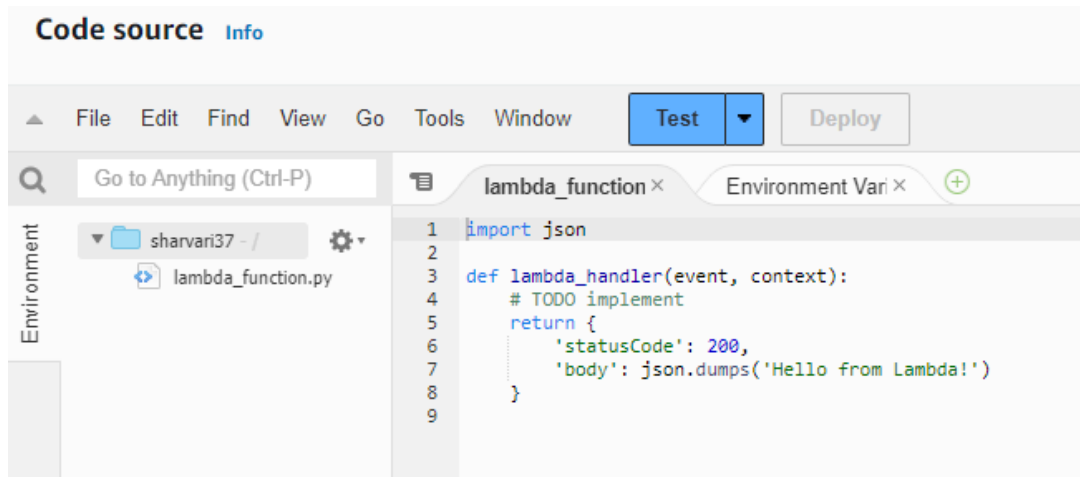 Code source Info
File Edit Find View Go Tools Window Test Deploy
Go to Anything (Ctrl-P)
lambda_function × Environment Vari ×
Environment
sharvari37 - /
lambda_function.py
1 import json
2
3 def lambda_handler(event, context):
4 # TODO implement
5 return {
6 'statusCode': 200,
7 'body': json.dumps('Hello from Lambda!')
8 }
9